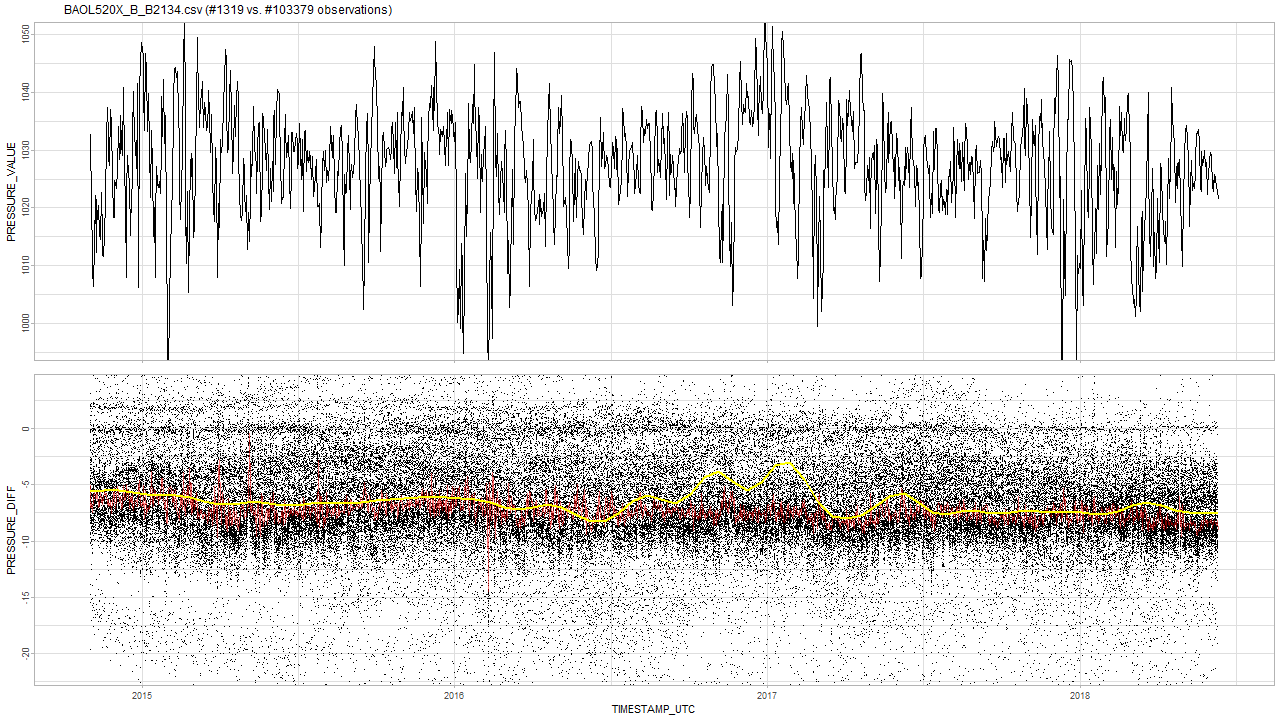 BAOL520X_B_B2134.csv (#1319 vs. #103379 observations)
PRESSURE_VALUE
1050
1040
1030
1020
1010
1000
PRESSURE_DIFF
0
-5
-10
-15
-20
2015 2016 2017 2018
TIMESTAMP_UTC